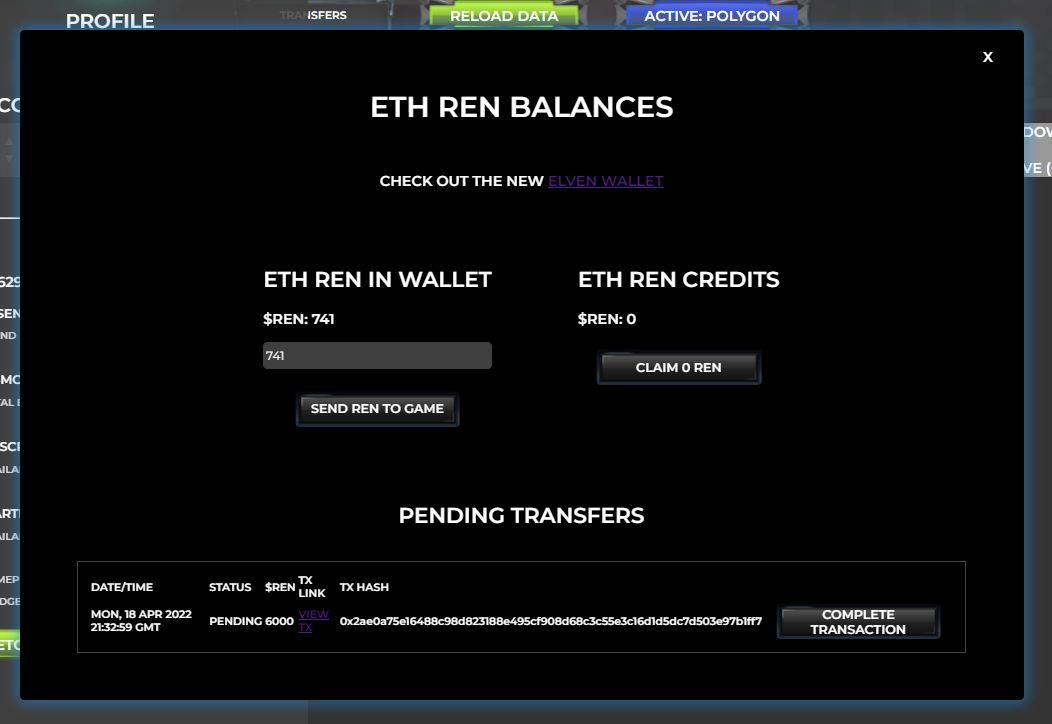 PROFILE
TRANSFERS
RELOAD DATA
ACTIVE: POLYGON
X
ETH REN BALANCES
CHECK OUT THE NEW ELVEN WALLET
ETH REN IN WALLET
$REN: 741
741
SEND REN TO GAME
ETH REN CREDITS
$REN: 0
CLAIM 0 REN
PENDING TRANSFERS
DATE/TIME STATUS $REN TX LINK TX HASH
MON, 18 APR 2022
21:32:59 GMT
PENDING 6000 VIEW TX 0x2ae0a75e16488c98d823188e495cf908d68c3c55e3c16d1d5dc7d503e97b1ff7
COMPLETE
TRANSACTION